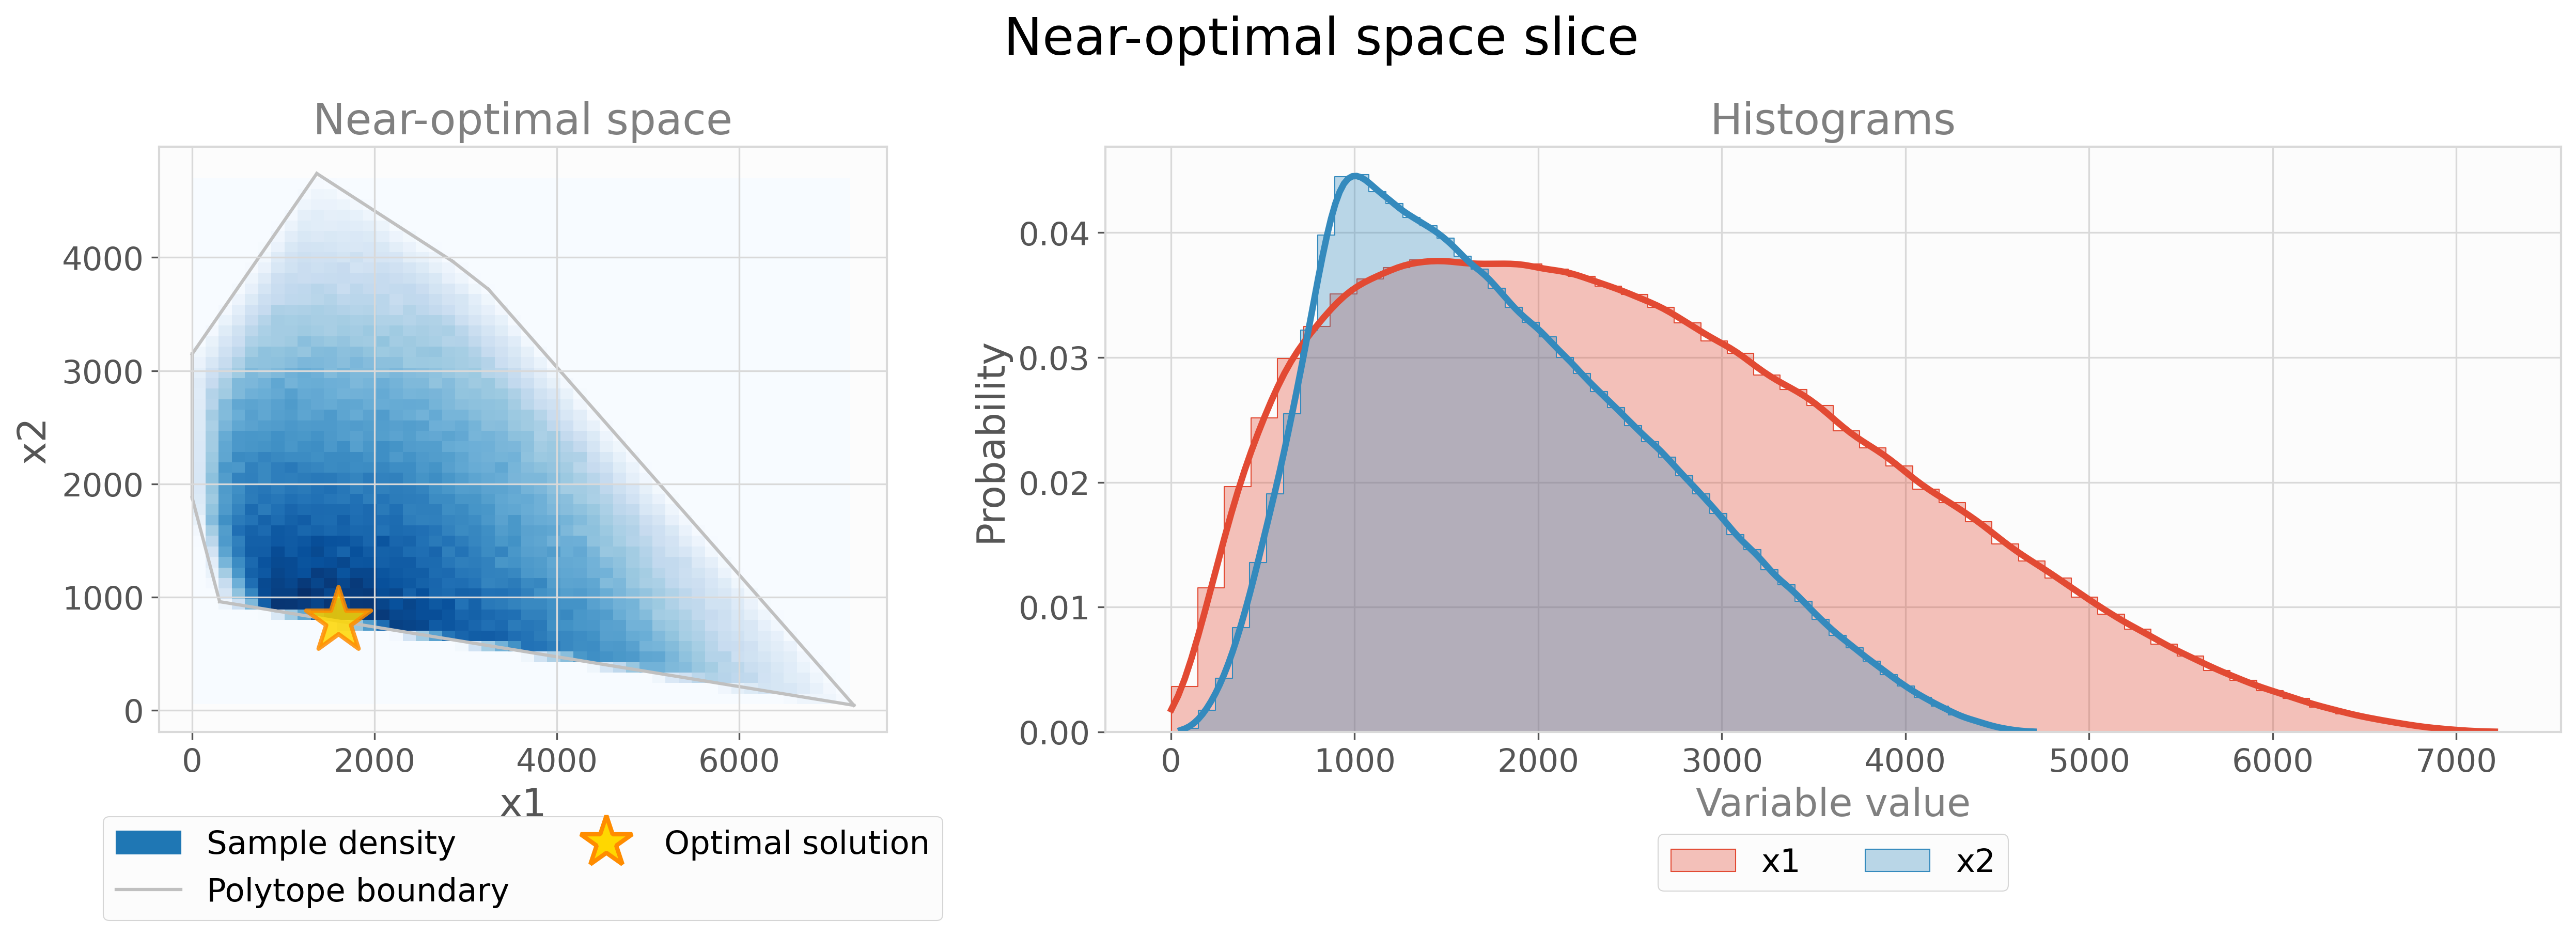 Near-optimal space slice
Near-optimal space
x2
4000
3000
2000
1000
0
0 2000 4000 6000
x1
Sample density
Optimal solution
Polytope boundary
Histograms
Probability
0.04
0.03
0.02
0.01
0.00
0 1000 2000 3000 4000 5000 6000 7000
Variable value
x1 x2